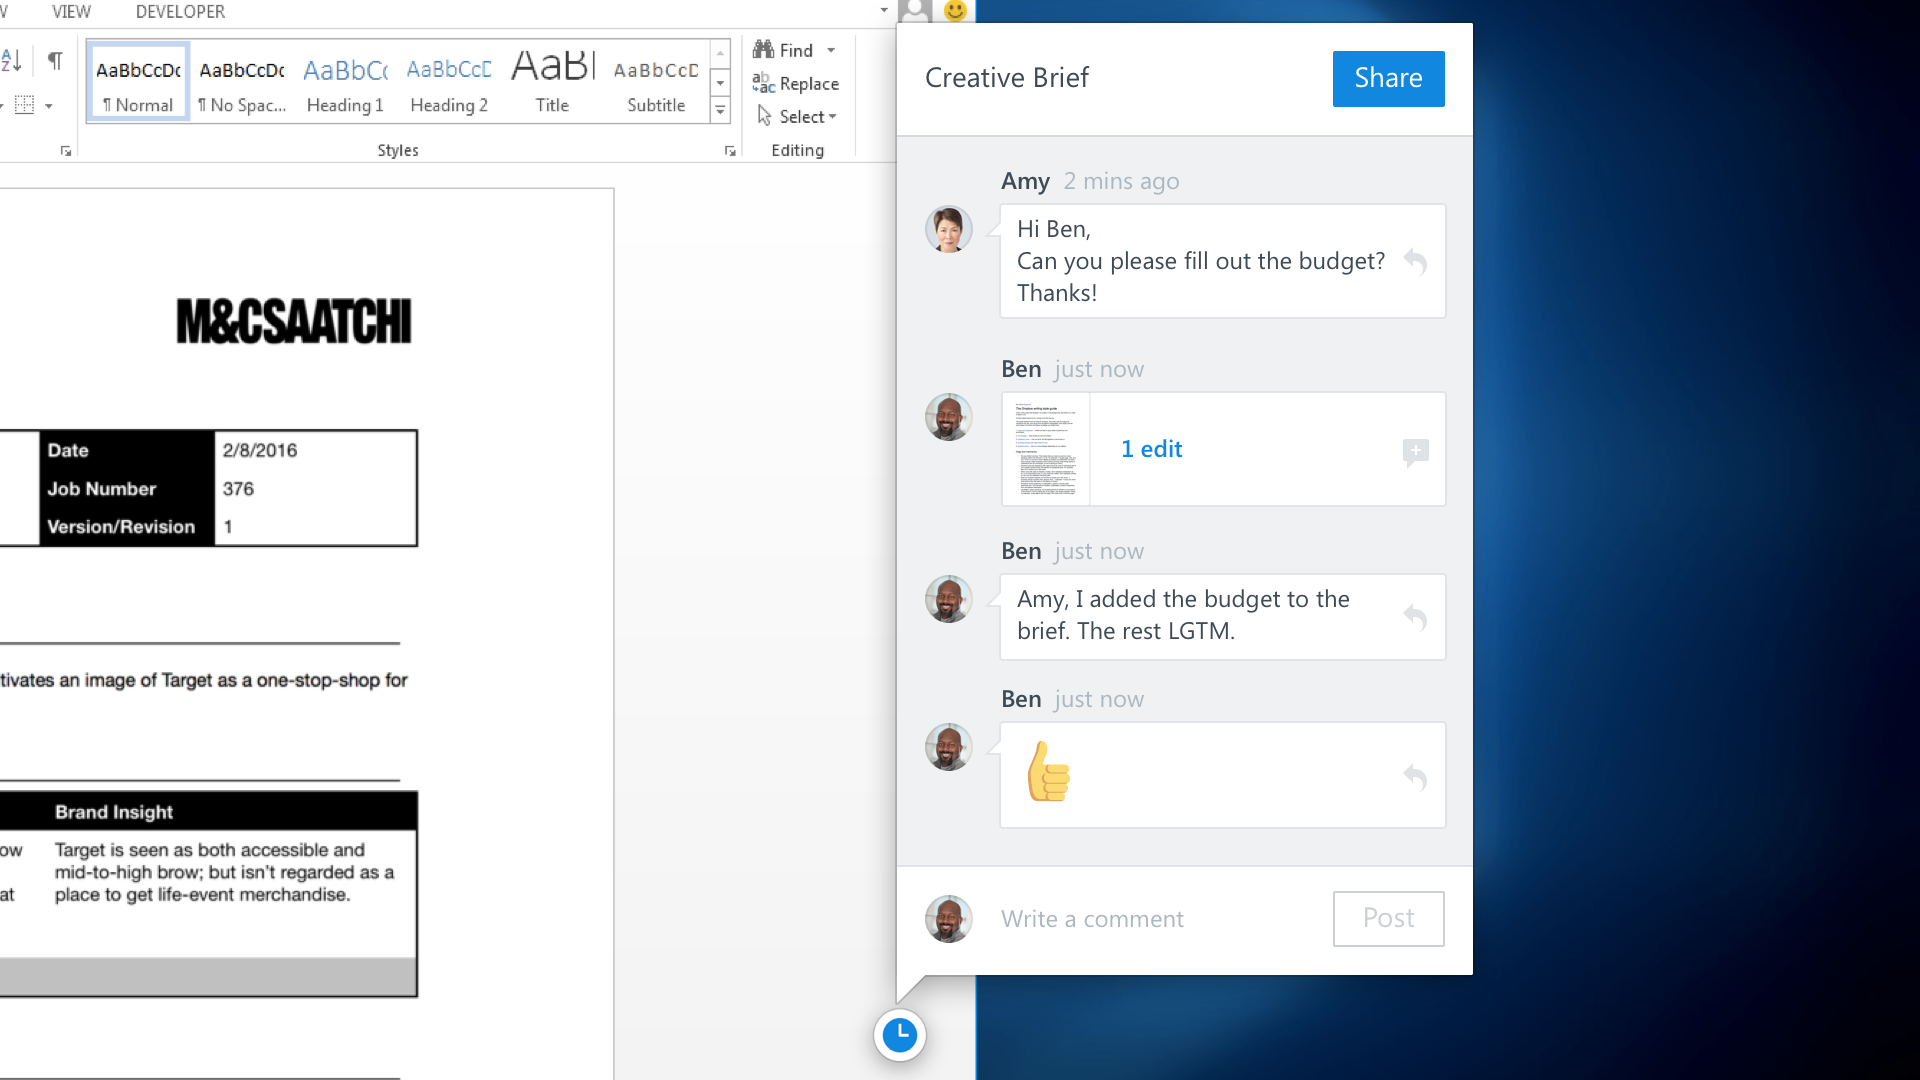 VIEW
DEVELOPER
AaBbCcDc
¶ Normal
AaBbCcDc
¶ No Spac...
AaBbCc
Heading 1
AaBbCcD
Heading 2
AaBl
Title
AaBbCcD
Subtitle
Styles
Find
Replace
Select
Editing
M&CSAATCHI
Date 2/8/2016
Job Number 376
Version/Revision 1
tivates an image of Target as a one-stop-shop for
Brand Insight
ow
at
Target is seen as both accessible and
mid-to-high brow; but isn't regarded as a
place to get life-event merchandise.
Creative Brief
Share
Amy 2 mins ago
Hi Ben,
Can you please fill out the budget?
Thanks!
Ben just now
1 edit
Ben just now
Amy, I added the budget to the
brief. The rest LGTM.
Ben just now
Write a comment
Post